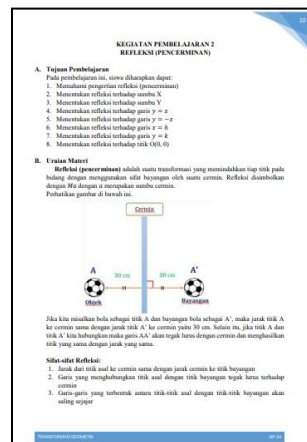 10
KEGIATAN PEMBELAJARAN 2
REFLEKSI (PENCERMINAN)
A. Tujuan Pembelajaran
Pada pembelajaran ini, siswa diharapkan dapat:
1. Memahami pengertian refleksi (pencerminan)
2. Menentukan refleksi terhadap sumbu X
3. Menentukan refleksi terhadap sumbu Y
4. Menentukan refleksi terhadap garis y = x
5. Menentukan refleksi terhadap garis y = −x
6. Menentukan refleksi terhadap garis x = h
7. Menentukan refleksi terhadap garis y = k
8. Menentukan refleksi terhadap titik O(0, 0)
B. Uraian Materi
Refleksi (pencerminan) adalah suatu transformasi yang memindahkan tiap titik pada
bidang dengan menggunakan sifat bayangan oleh suatu cermin. Refleksi disimbolkan
dengan Ma dengan a merupakan sumbu cermin.
Perhatikan gambar di bawah ini.
Cermin
A
30 cm
30 cm
A'
Objek
Bayangan
Jika kita misalkan bola sebagai titik A dan bayangan bola sebagai A', maka jarak titik A
ke cermin sama dengan jarak titik A' ke cermin yaitu 30 cm. Selain itu, jika titik A dan
titik A' kita hubungkan maka garis AA' akan tegak lurus dengan cermin dan menghasilkan
titik yang sama dengan jarak yang sama.
Sifat-sifat Refleksi:
1. Jarak dari titik asal ke cermin sama dengan jarak cermin ke titik bayangan
2. Garis yang menghubungkan titik asal dengan titik bayangan tegak lurus terhadap
cermin
3. Garis-garis yang terbentuk antara titik-titik asal dengan titik-titik bayangan akan
saling sejajar
TRANSFORMASI GEOMETRI